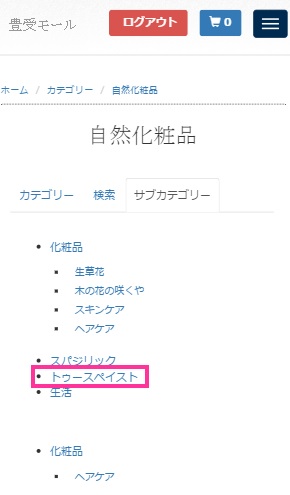 豊受モール
ログアウト
0
ホーム / カテゴリー / 自然化粧品
自然化粧品
カテゴリー 検索 サブカテゴリー
化粧品
生草花
木の花の咲くや
スキンケア
ヘアケア
スパジリック
トゥースペイスト
生活
化粧品
ヘアケア